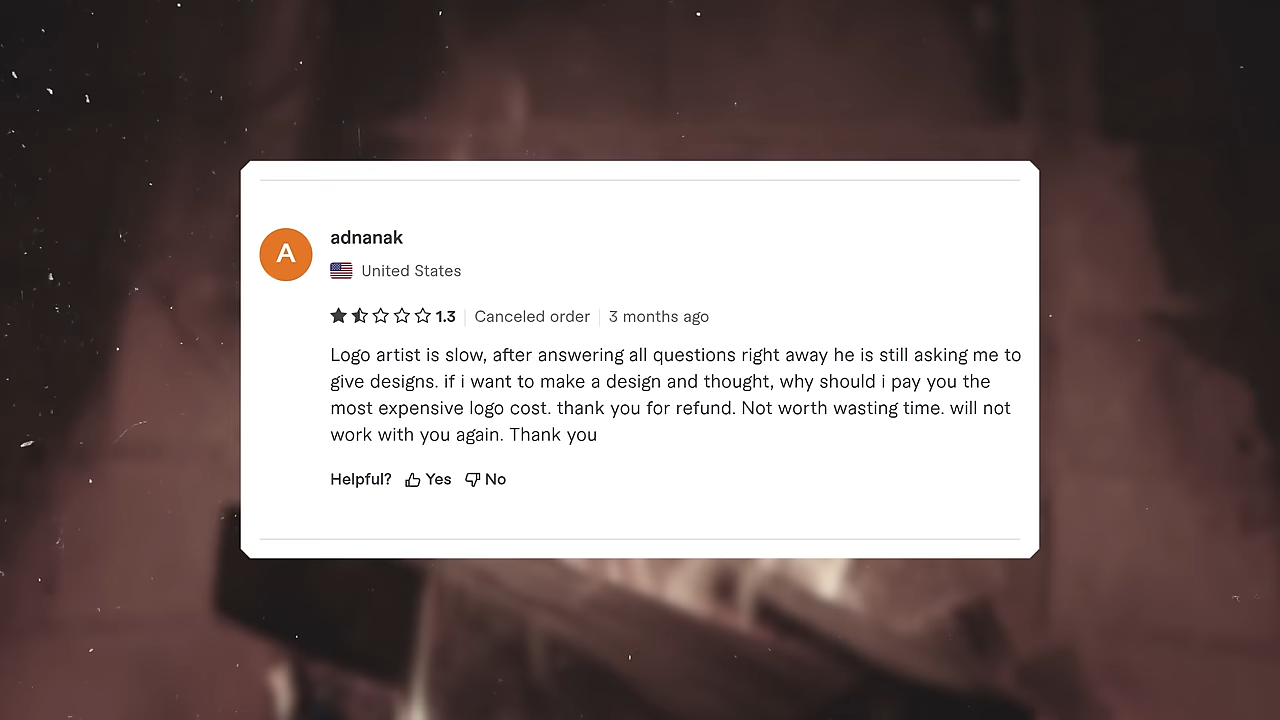 A
adnanak
United States
1.3 | Canceled order | 3 months ago
Logo artist is slow, after answering all questions right away he is still asking me to
give designs. if i want to make a design and thought, why should i pay you the
most expensive logo cost. thank you for refund. Not worth wasting time. will not
work with you again. Thank you
Helpful? Yes No